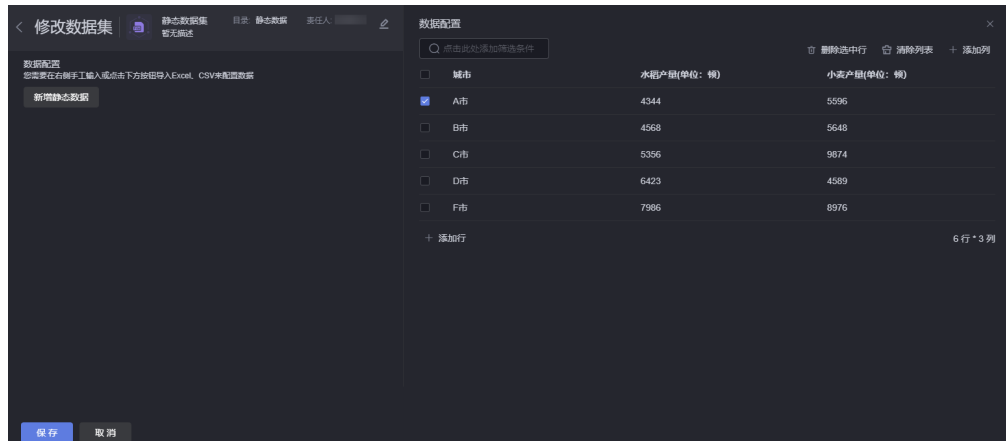 修改数据集
静态数据集
目录: 静态数据
责任人:
暂无描述
数据配置
您需要在右侧手工输入或点击下方按钮导入Excel、CSV来配置数据
新增静态数据
保存 取消
数据配置
点击此处添加筛选条件
删除选中行 清除列表 添加列
城市 水稻产量(单位：顿) 小麦产量(单位：顿)
A市 4344 5596
B市 4568 5648
C市 5356 9874
D市 6423 4589
F市 7986 8976
添加行
6 行 * 3 列